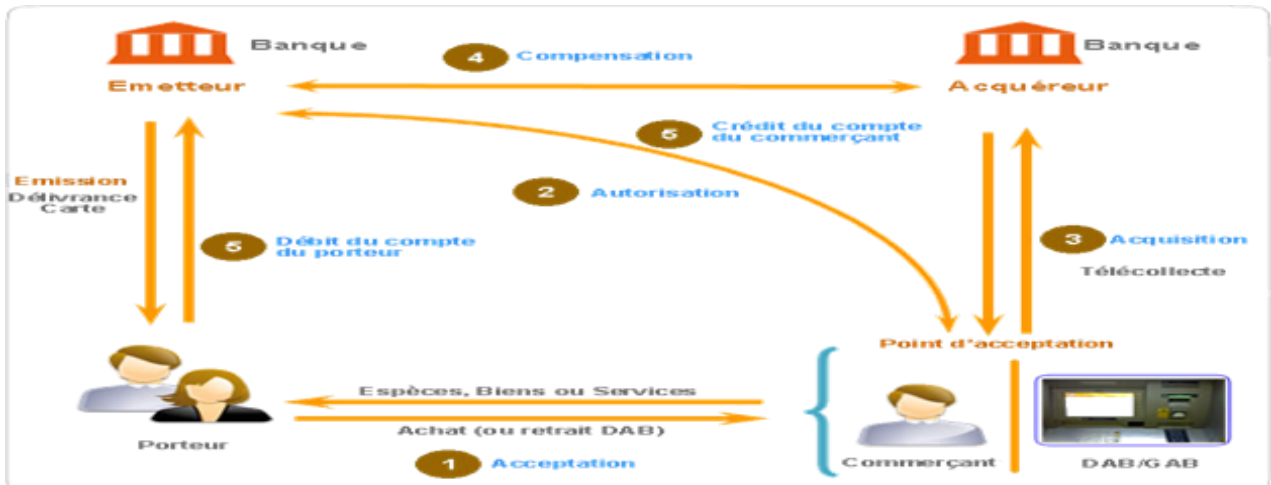 Banque
4 Compensation
Banque
Emetteur
Acquéreur
5 Crédit du compte
du commerçant
Emission
Délivrance
Carte
2 Autorisation
5 Débit du compte
du porteur
3 Acquisition
Télécollecte
Point d'acceptation
Espèces, Biens ou Services
Achat (ou retrait DAB)
Porteur
1 Acceptation
Commerçant
DAB/GAB